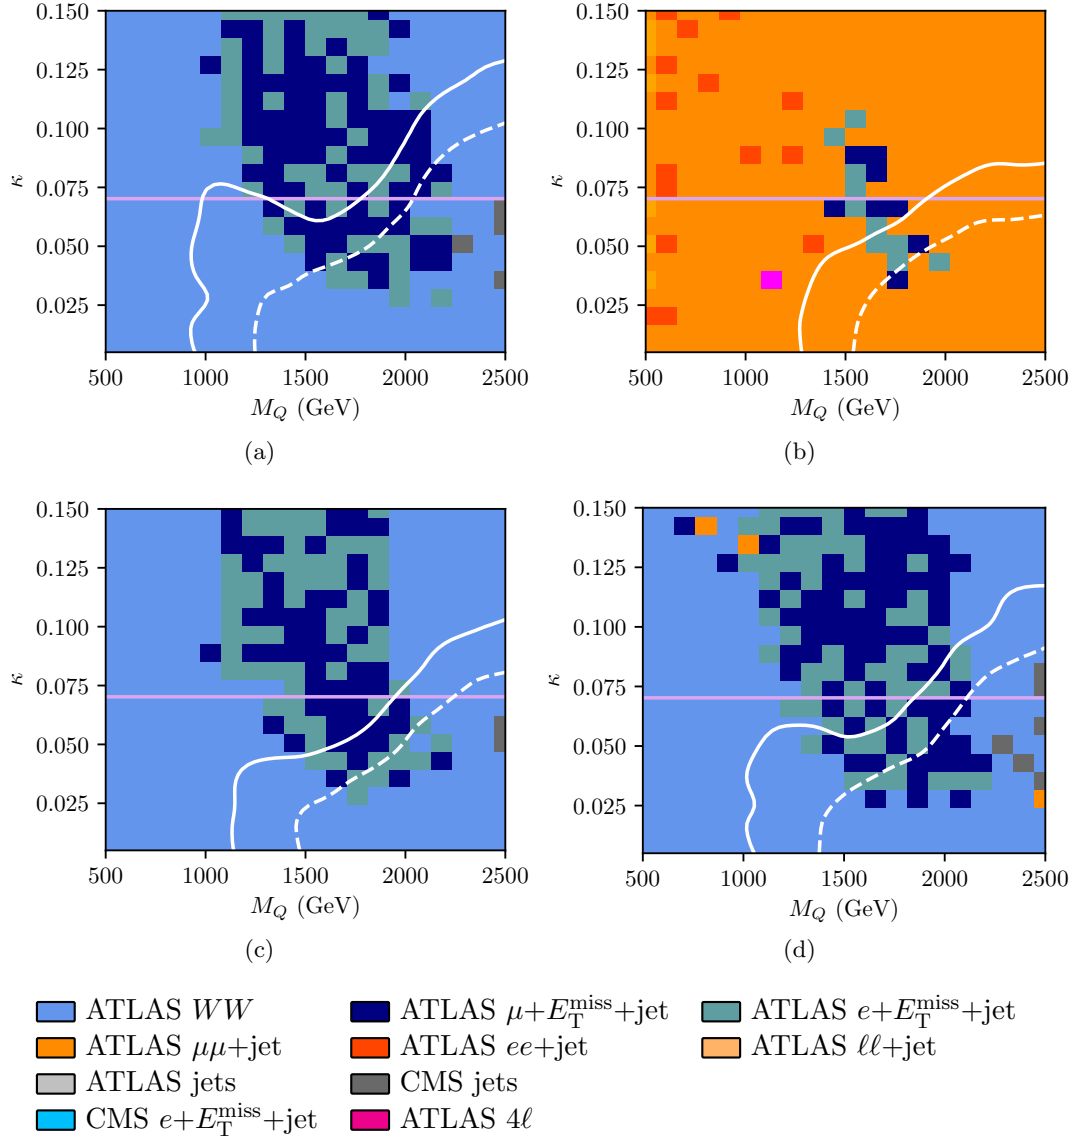 0.150 0.150
0.125 0.125
0.100 0.100
κ 0.075 κ 0.075
0.050 0.050
0.025 0.025
500 1000 1500 2000 2500 500 1000 1500 2000 2500
M_Q (GeV) M_Q (GeV)
(a) (b)
0.150 0.150
0.125 0.125
0.100 0.100
κ 0.075 κ 0.075
0.050 0.050
0.025 0.025
500 1000 1500 2000 2500 500 1000 1500 2000 2500
M_Q (GeV) M_Q (GeV)
(c) (d)
ATLAS WW ATLAS μ+E_T^miss+jet ATLAS e+E_T^miss+jet
ATLAS μμ+jet ATLAS ee+jet ATLAS ℓℓ+jet
ATLAS jets CMS jets
CMS e+E_T^miss+jet ATLAS 4ℓ